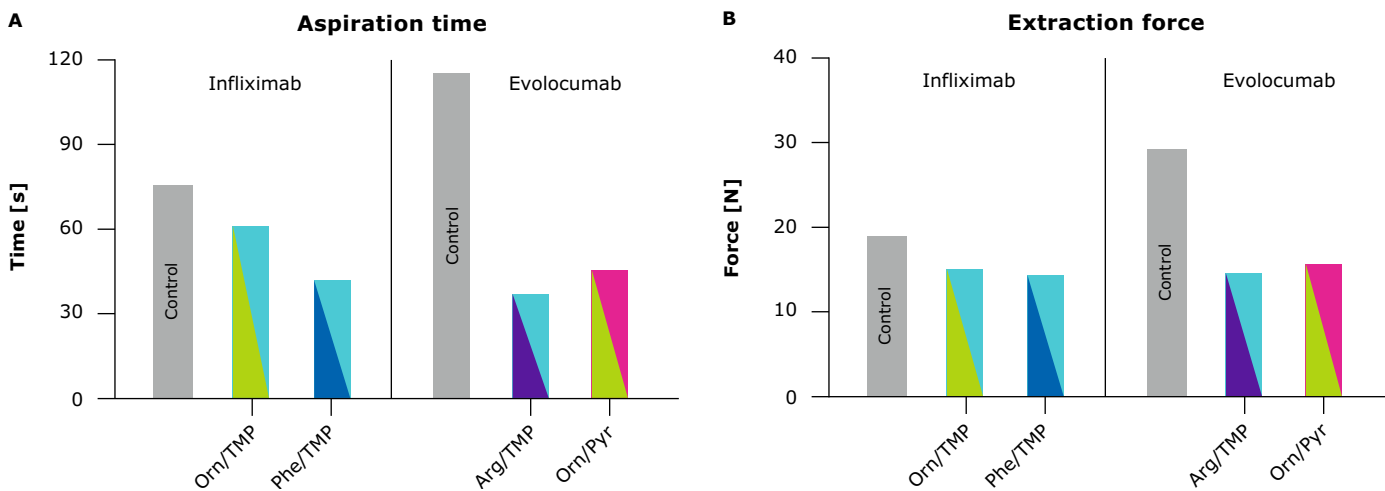 A
Aspiration time
Time [s]
120
90
60
30
0
Infliximab
Evolocumab
Control
Control
Orn/TMP
Phe/TMP
Arg/TMP
Orn/Pyr
B
Extraction force
Force [N]
40
30
20
10
0
Infliximab
Evolocumab
Control
Control
Orn/TMP
Phe/TMP
Arg/TMP
Orn/Pyr